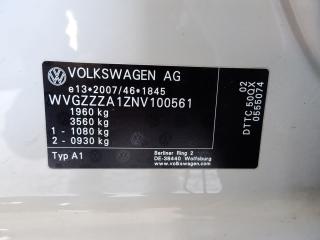 VOLKSWAGEN AG
e13*2007/46*1845
WVGZZZA1ZNV100561
1960 kg
3560 kg
1 - 1080 kg
2 - 0930 kg
Typ A1
Berliner Ring 2
DE-38440 Wolfsburg
www.volkswagen.com
02
DTTC 50QX
0555074